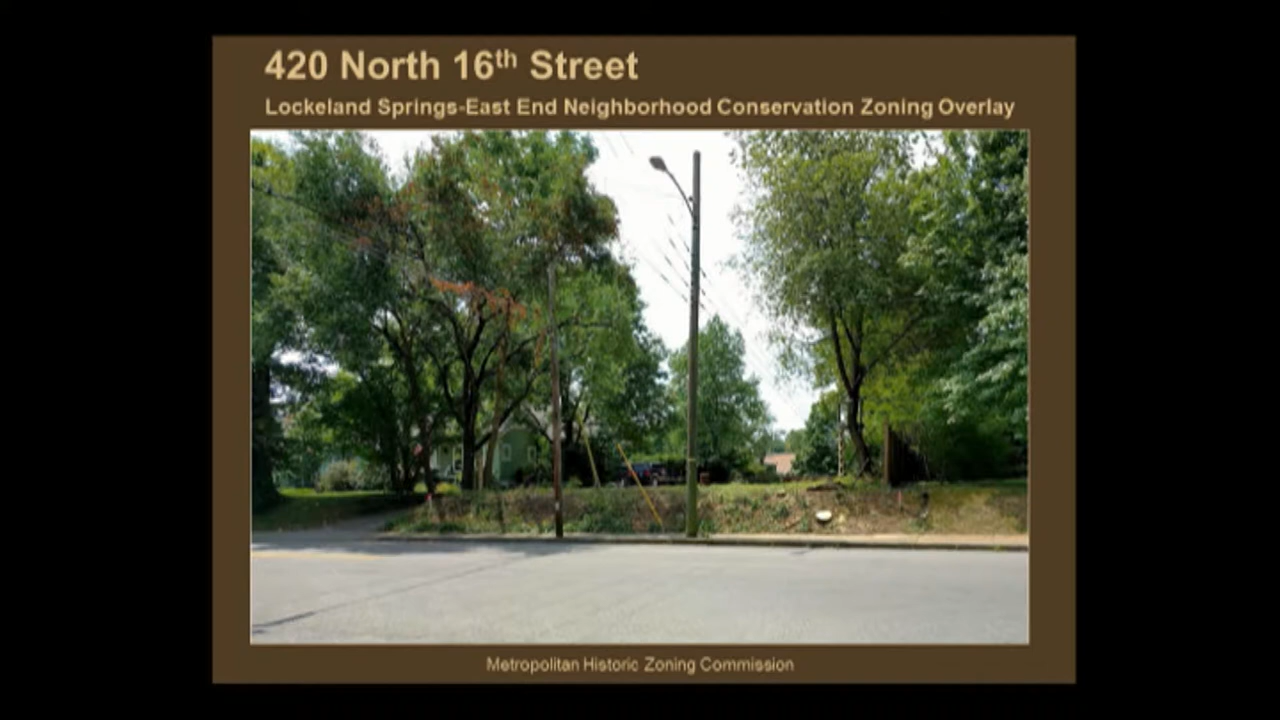 420 North 16th Street
Lockeland Springs-East End Neighborhood Conservation Zoning Overlay
Metropolitan Historic Zoning Commission